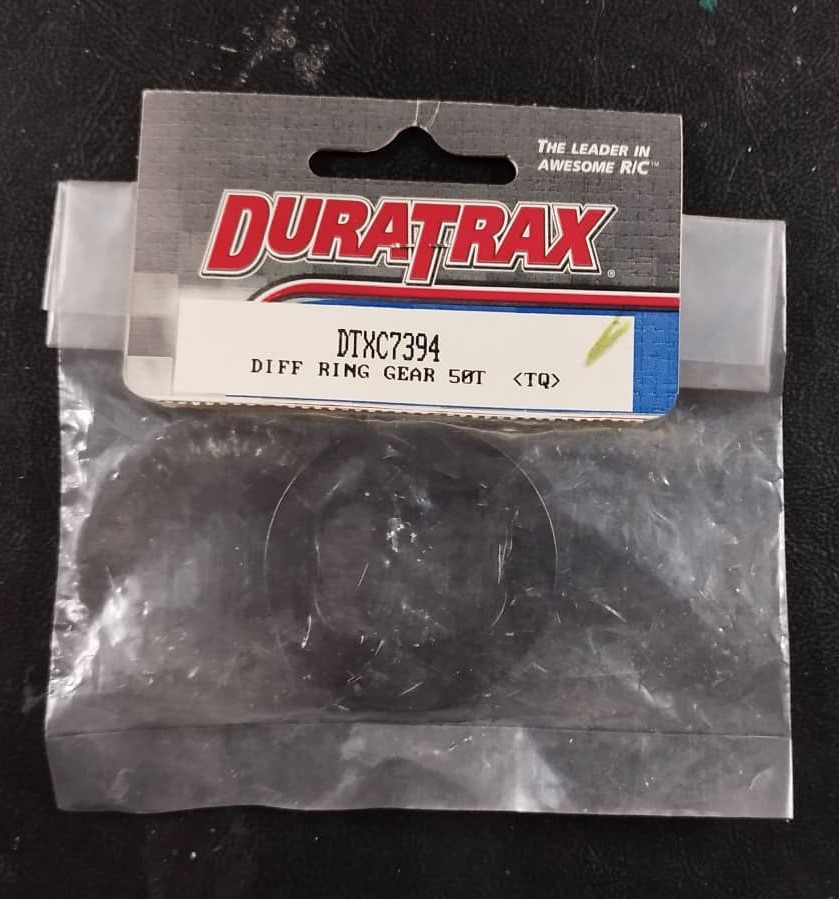 THE LEADER IN
AWESOME R/C™
DURATRAX®
DTXC7394
DIFF RING GEAR 50T <TQ>